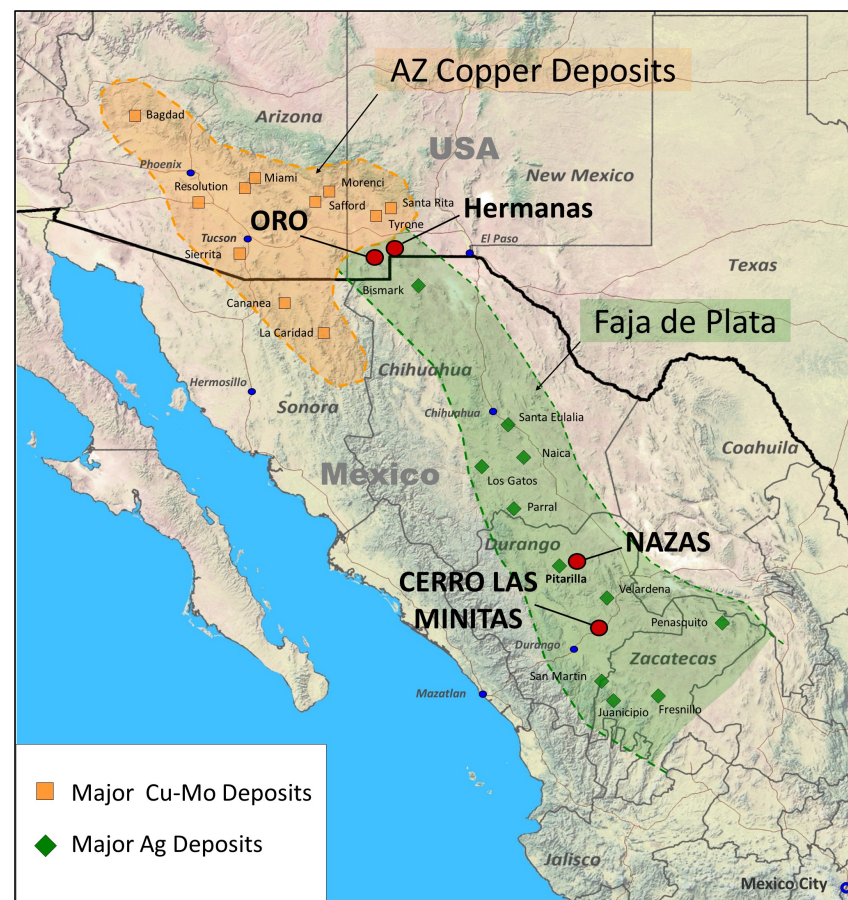 AZ Copper Deposits
Bagdad
Arizona
USA
Phoenix
Miami
New Mexico
Resolution
Morenci
Safford
Santa Rita
Hermanas
ORO
Tyrone
Tucson
El Paso
Sierrita
Texas
Bismark
Cananea
Faja de Plata
La Caridad
Chihuahua
Hermosillo
Sonora
Chihuahua
Santa Eulalia
Coahuila
Naica
Mexico
Los Gatos
Parral
Durango
NAZAS
Pitarilla
CERRO LAS
MINITAS
Velardena
Penasquito
Durango
Zacatecas
San Martin
Mazatlan
Juanicipio
Fresnillo
Major Cu-Mo Deposits
Major Ag Deposits
Jalisco
Mexico City